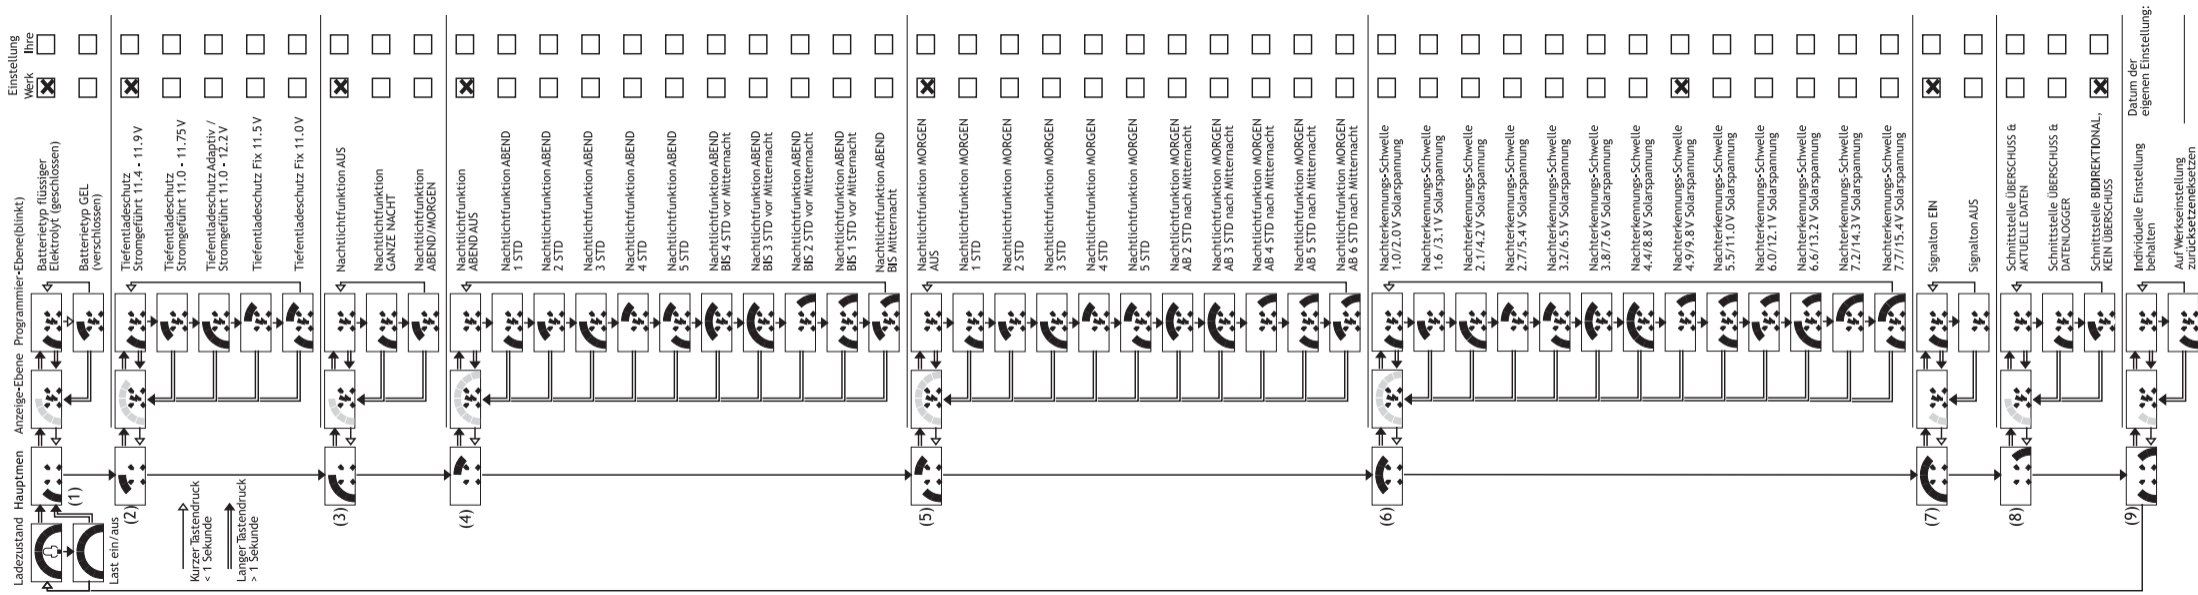 Ladezustand
Hauptmen
Anzeige-Ebene
Programmier-Ebene(blinkt)
Einstellung
Werk
Ihre
Last ein/aus
Kurzer Tastendruck
< 1 Sekunde
Langer Tastendruck
> 1 Sekunde
(1)
Batterietyp flüssiger
Elektrolyt (geschlossen)
Batterietyp GEL
(verschlossen)
(2)
Tiefentladeschutz
Stromgeführt 11.4 - 11.9 V
Tiefentladeschutz
Stromgeführt 11.0 - 11.75 V
Tiefentladeschutz Adaptiv /
Stromgeführt 11.0 - 12.2 V
Tiefentladeschutz Fix 11.5 V
Tiefentladeschutz Fix 11.0 V
(3)
Nachtlichtfunktion AUS
Nachtlichtfunktion
GANZE NACHT
Nachtlichtfunktion
ABEND/MORGEN
(4)
Nachtlichtfunktion
ABEND AUS
Nachtlichtfunktion ABEND
1 STD
Nachtlichtfunktion ABEND
2 STD
Nachtlichtfunktion ABEND
3 STD
Nachtlichtfunktion ABEND
4 STD
Nachtlichtfunktion ABEND
5 STD
Nachtlichtfunktion ABEND
BIS 4 STD vor Mitternacht
Nachtlichtfunktion ABEND
BIS 3 STD vor Mitternacht
Nachtlichtfunktion ABEND
BIS 2 STD vor Mitternacht
Nachtlichtfunktion ABEND
BIS 1 STD vor Mitternacht
Nachtlichtfunktion ABEND
BIS Mitternacht
(5)
Nachtlichtfunktion MORGEN
AUS
Nachtlichtfunktion MORGEN
1 STD
Nachtlichtfunktion MORGEN
2 STD
Nachtlichtfunktion MORGEN
3 STD
Nachtlichtfunktion MORGEN
4 STD
Nachtlichtfunktion MORGEN
5 STD
Nachtlichtfunktion MORGEN
AB 2 STD nach Mitternacht
Nachtlichtfunktion MORGEN
AB 3 STD nach Mitternacht
Nachtlichtfunktion MORGEN
AB 4 STD nach Mitternacht
Nachtlichtfunktion MORGEN
AB 5 STD nach Mitternacht
Nachtlichtfunktion MORGEN
AB 6 STD nach Mitternacht
(6)
Nachterkennungs-Schwelle
1.0/2.0 V Solarspannung
Nachterkennungs-Schwelle
1.6 /3.1 V Solarspannung
Nachterkennungs-Schwelle
2.1/4.2 V Solarspannung
Nachterkennungs-Schwelle
2.7/5.4 V Solarspannung
Nachterkennungs-Schwelle
3.2/6.5 V Solarspannung
Nachterkennungs-Schwelle
3.8/7.6 V Solarspannung
Nachterkennungs-Schwelle
4.4/8.8 V Solarspannung
Nachterkennungs-Schwelle
4.9/9.8 V Solarspannung
Nachterkennungs-Schwelle
5.5/11.0 V Solarspannung
Nachterkennungs-Schwelle
6.0/12.1 V Solarspannung
Nachterkennungs-Schwelle
6.6/13.2 V Solarspannung
Nachterkennungs-Schwelle
7.2/14.3 V Solarspannung
Nachterkennungs-Schwelle
7.7/15.4 V Solarspannung
(7)
Signalton EIN
Signalton AUS
(8)
Schnittstelle ÜBERSCHUSS &
AKTUELLE DATEN
Schnittstelle ÜBERSCHUSS &
DATENLOGGER
Schnittstelle BIDIREKTIONAL,
KEIN ÜBERSCHUSS
(9)
Individuelle Einstellung
behalten
Auf Werkseinstellung
zurücksetzeneksetzen
Datum der
eigenen Einstellung: